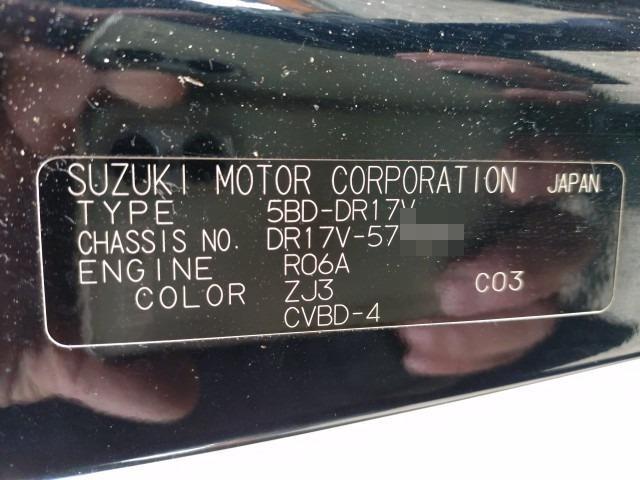 SUZUKI MOTOR CORPORATION JAPAN
TYPE 5BD-DR17V
CHASSIS NO. DR17V-57
ENGINE R06A
COLOR ZJ3 C03
CVBD-4